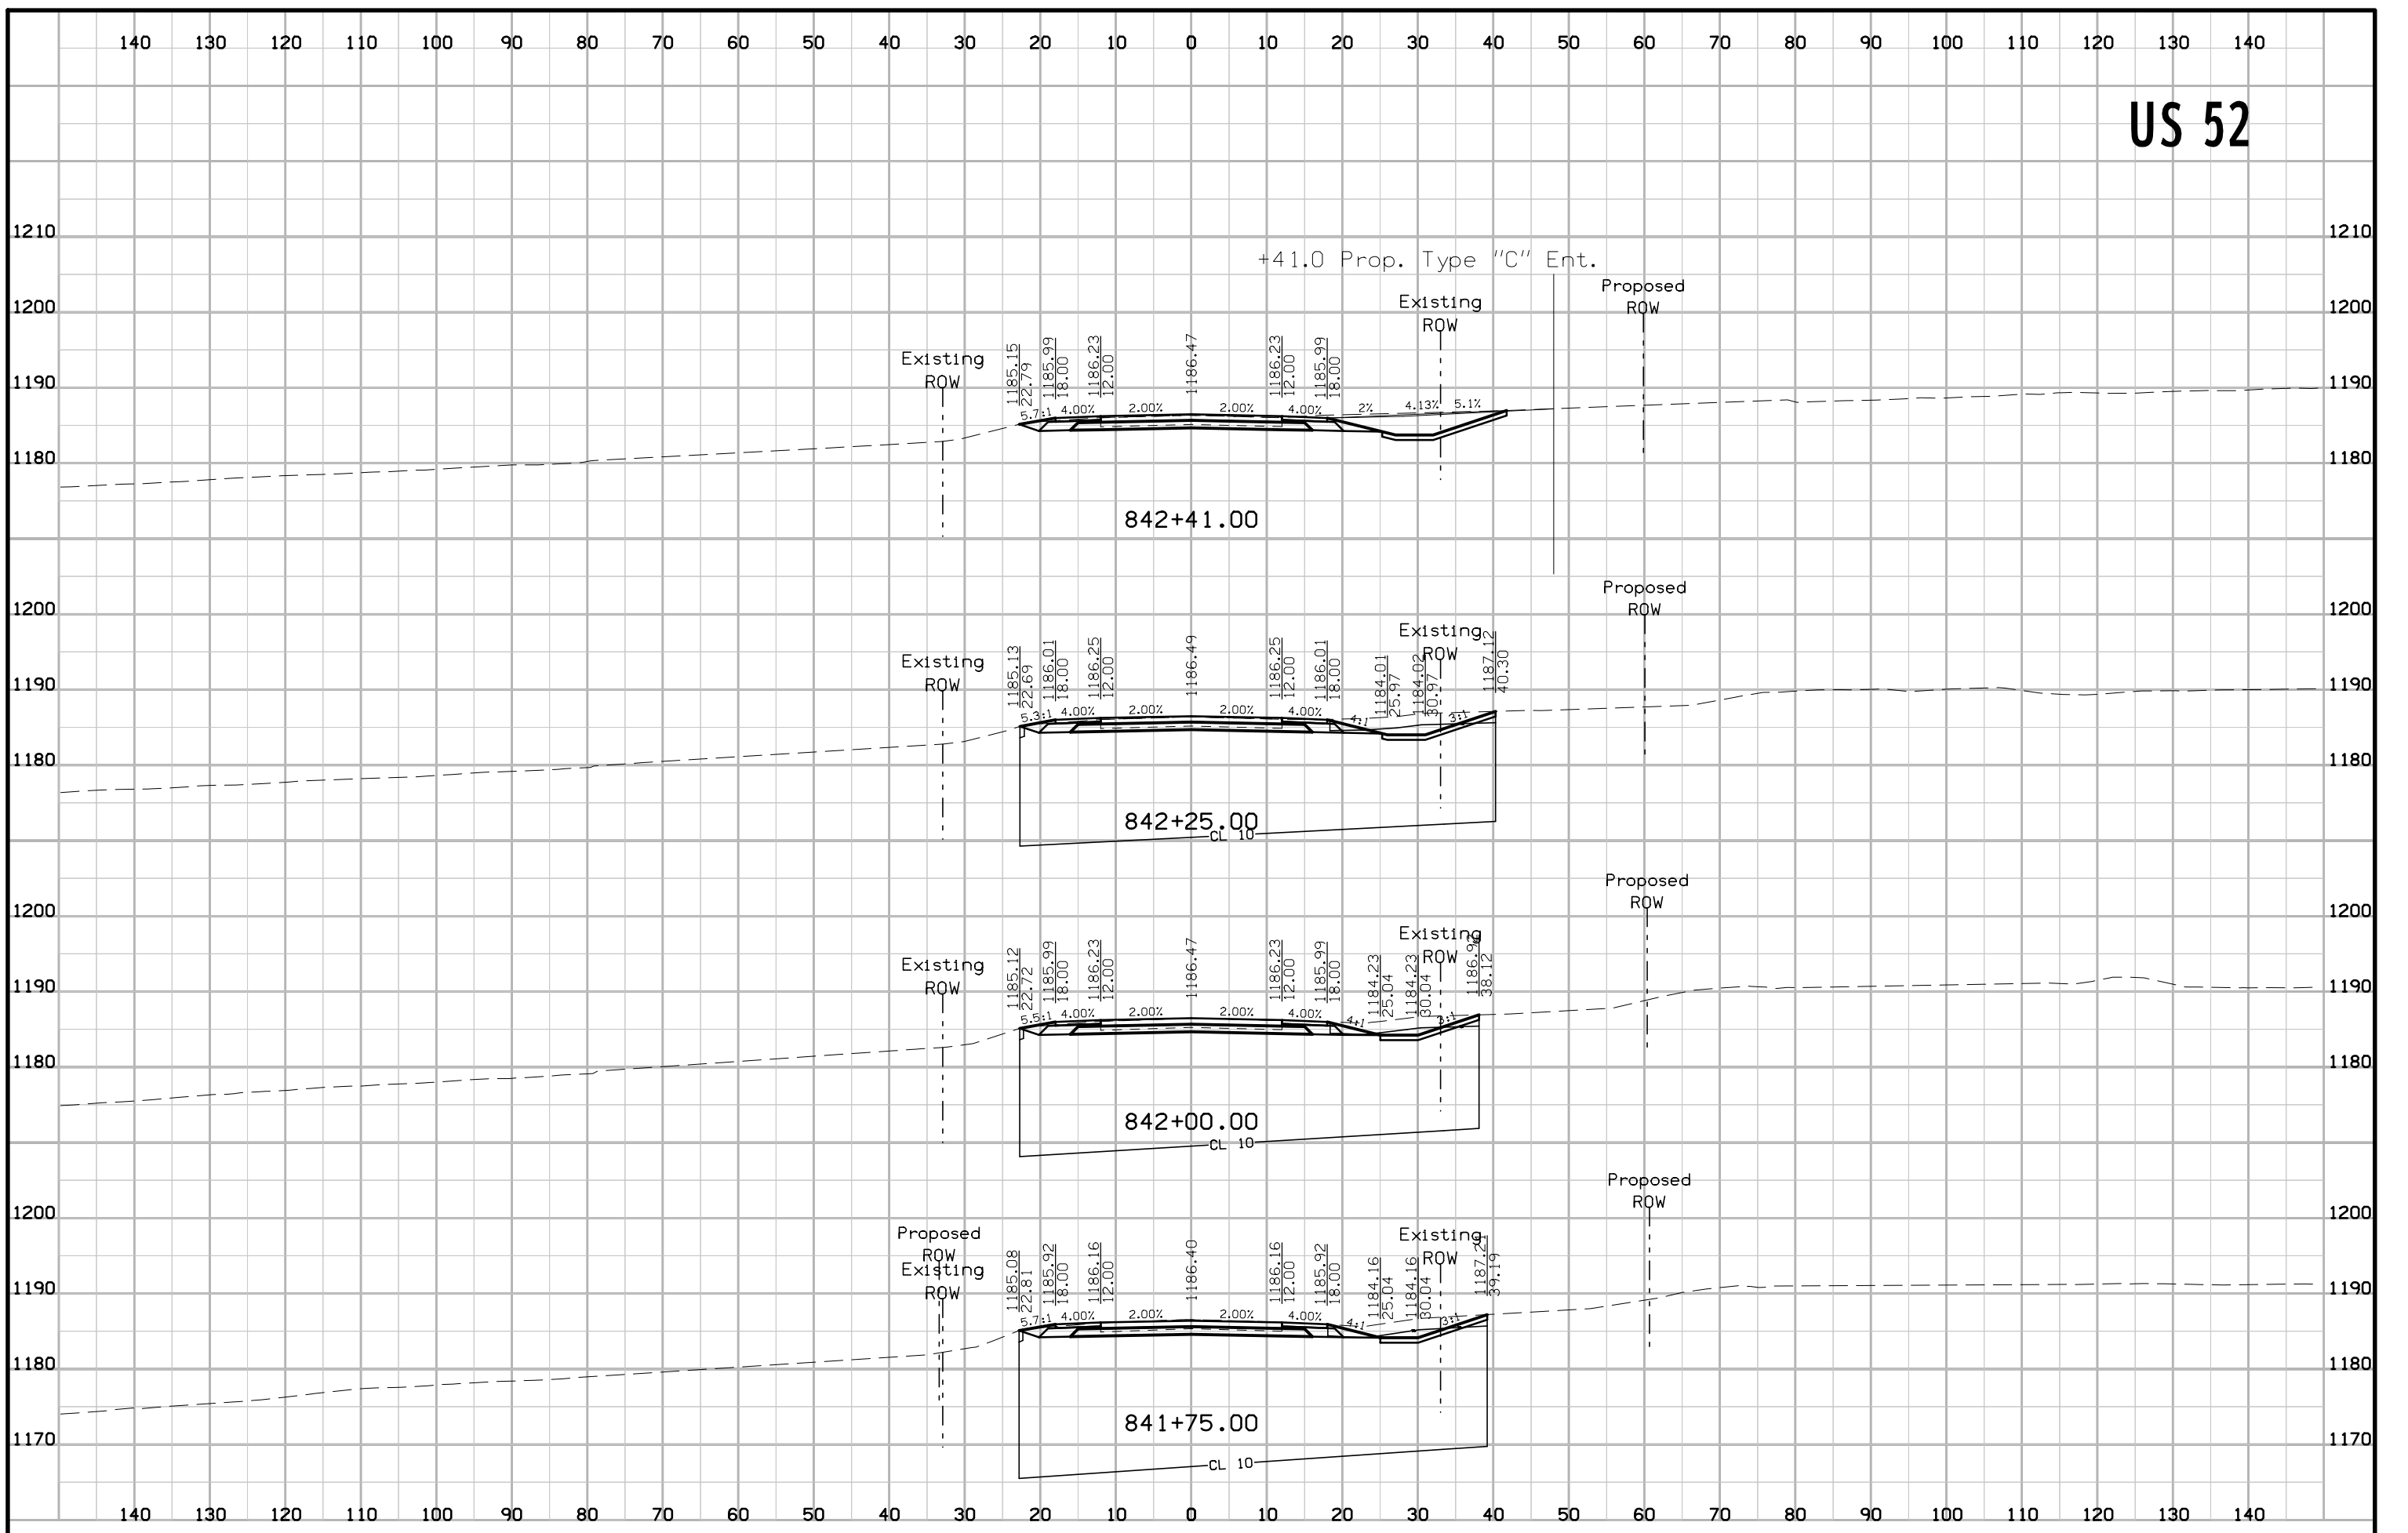 140 130 120 110 100 90 80 70 60 50 40 30 20 10 0 10 20 30 40 50 60 70 80 90 100 110 120 130 140
US 52
1210 1210
+41.0 Prop. Type "C" Ent.
Proposed
ROW
Existing
ROW
1200 1200
Existing
ROW
1185.15
22.79
1185.99
18.00
1186.23
12.00
1186.47
1186.23
12.00
1185.99
18.00
1190 1190
5.7:1 4.00% 2.00% 2.00% 4.00% 2% 4.13% 5.1%
1180 1180
842+41.00
Proposed
ROW
1200 1200
Existing
ROW
Existing
ROW
1185.13
22.69
1186.01
18.00
1186.25
12.00
1186.49
1186.25
12.00
1186.01
18.00
1184.01
25.97
1184.02
30.97
1187.12
40.30
1190 1190
5.3:1 4.00% 2.00% 2.00% 4.00% 4:1 3:1
1180 1180
842+25.00
CL 10
Proposed
ROW
1200 1200
Existing
ROW
Existing
ROW
1185.12
22.72
1185.99
18.00
1186.23
12.00
1186.47
1186.23
12.00
1185.99
18.00
1184.23
25.04
1184.23
30.04
38.12
1190 1190
5.5:1 4.00% 2.00% 2.00% 4.00% 4:1 3:1
1180 1180
842+00.00
CL 10
Proposed
ROW
1200 1200
Proposed
ROW
Existing
ROW
Existing
ROW
1185.08
22.81
1185.92
18.00
1186.16
12.00
1186.40
1186.16
12.00
1185.92
18.00
1184.16
25.04
1184.16
30.04
1187.21
39.19
1190 1190
5.7:1 4.00% 2.00% 2.00% 4.00% 4:1 3:1
1180 1180
841+75.00
1170 1170
CL 10
140 130 120 110 100 90 80 70 60 50 40 30 20 10 0 10 20 30 40 50 60 70 80 90 100 110 120 130 140